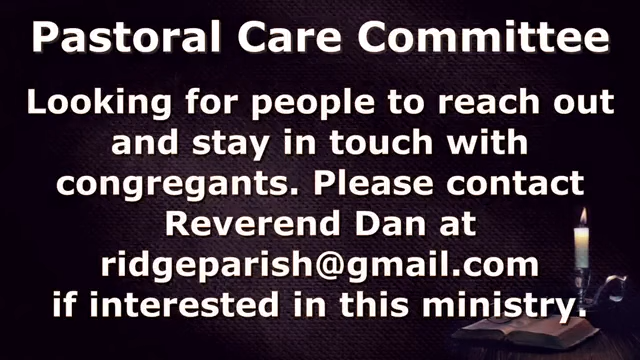 Pastoral Care Committee
Looking for people to reach out
and stay in touch with
congregants. Please contact
Reverend Dan at
ridgeparish@gmail.com
if interested in this ministry.